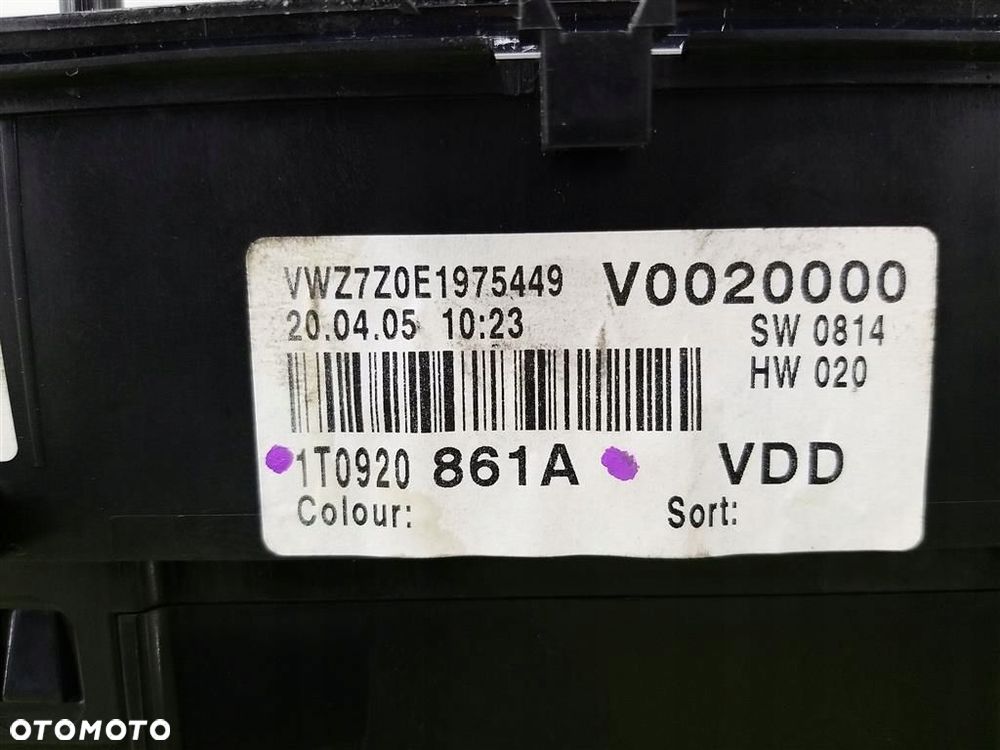 VWZ7Z0E1975449 V0020000
20.04.05 10:23 SW 0814
HW 020
1T0920 861A VDD
Colour: Sort:
OTOMOTO